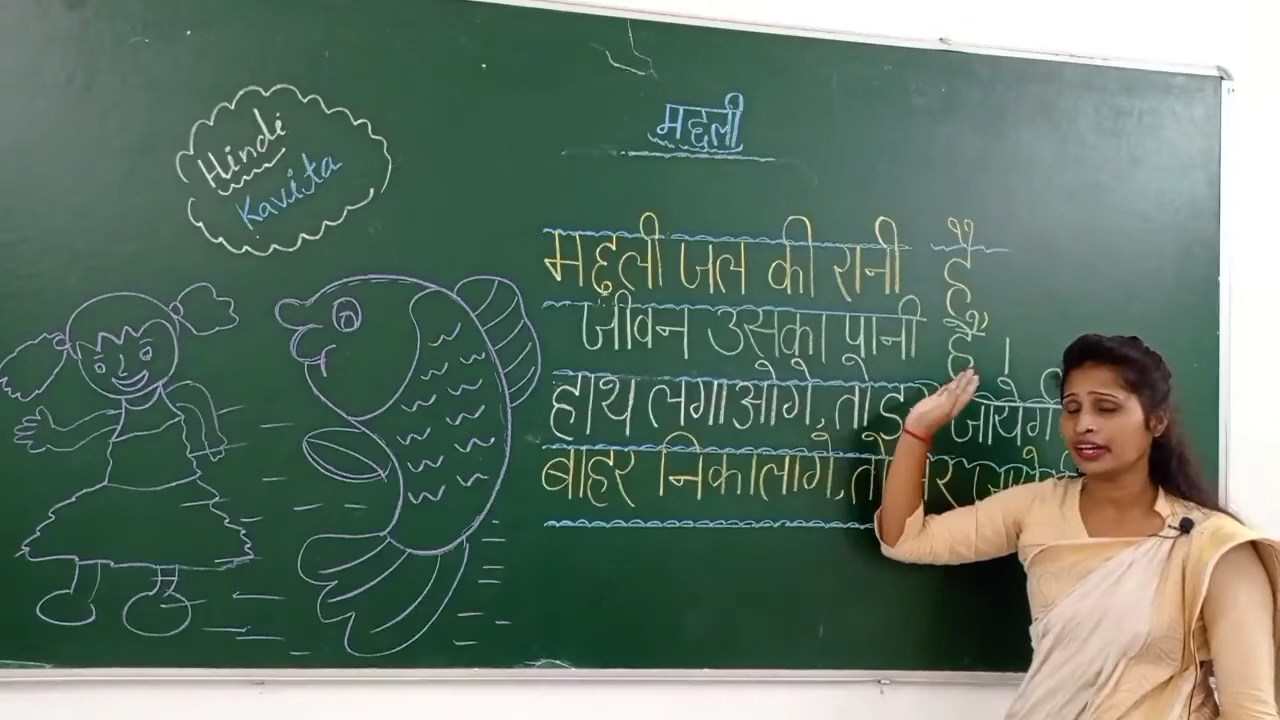 Hindi
Kavita
मछली
मछली जल की रानी है,
जीवन उसका पानी है।
हाथ लगाओगे, तो डर जायेगी
बाहर निकालागे, तो मर